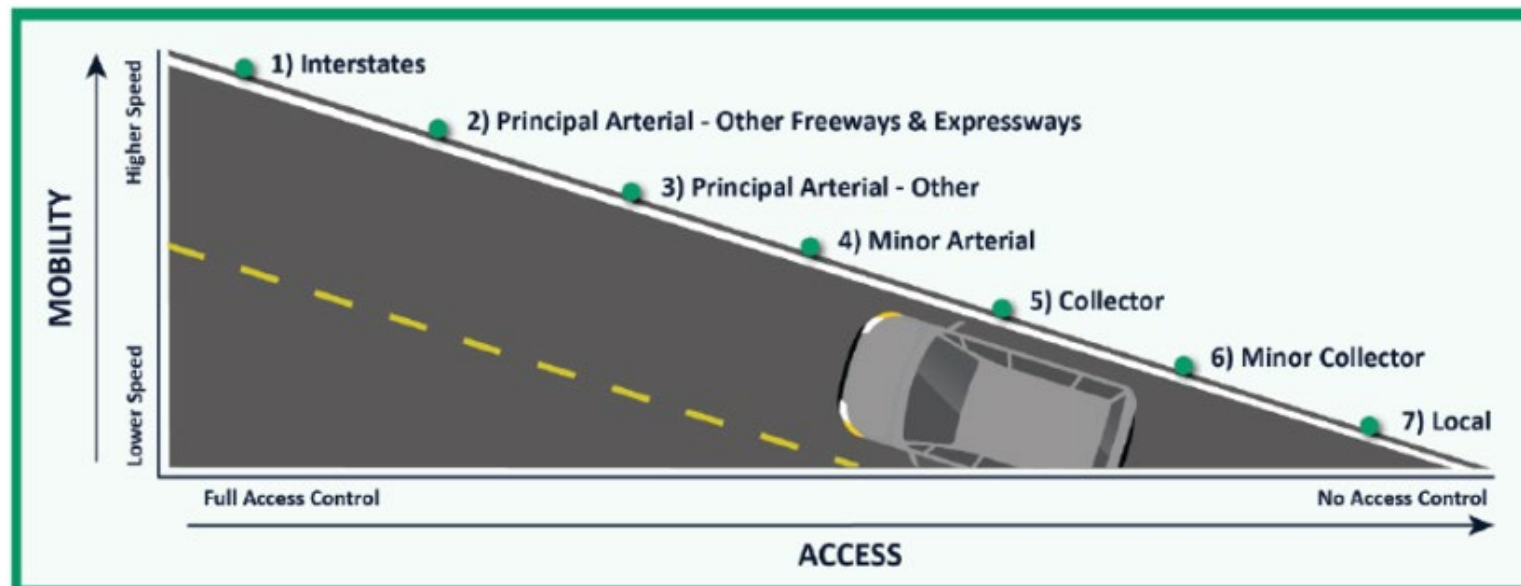 MOBILITY
Higher Speed
Lower Speed
1) Interstates
2) Principal Arterial - Other Freeways & Expressways
3) Principal Arterial - Other
4) Minor Arterial
5) Collector
6) Minor Collector
7) Local
Full Access Control
No Access Control
ACCESS